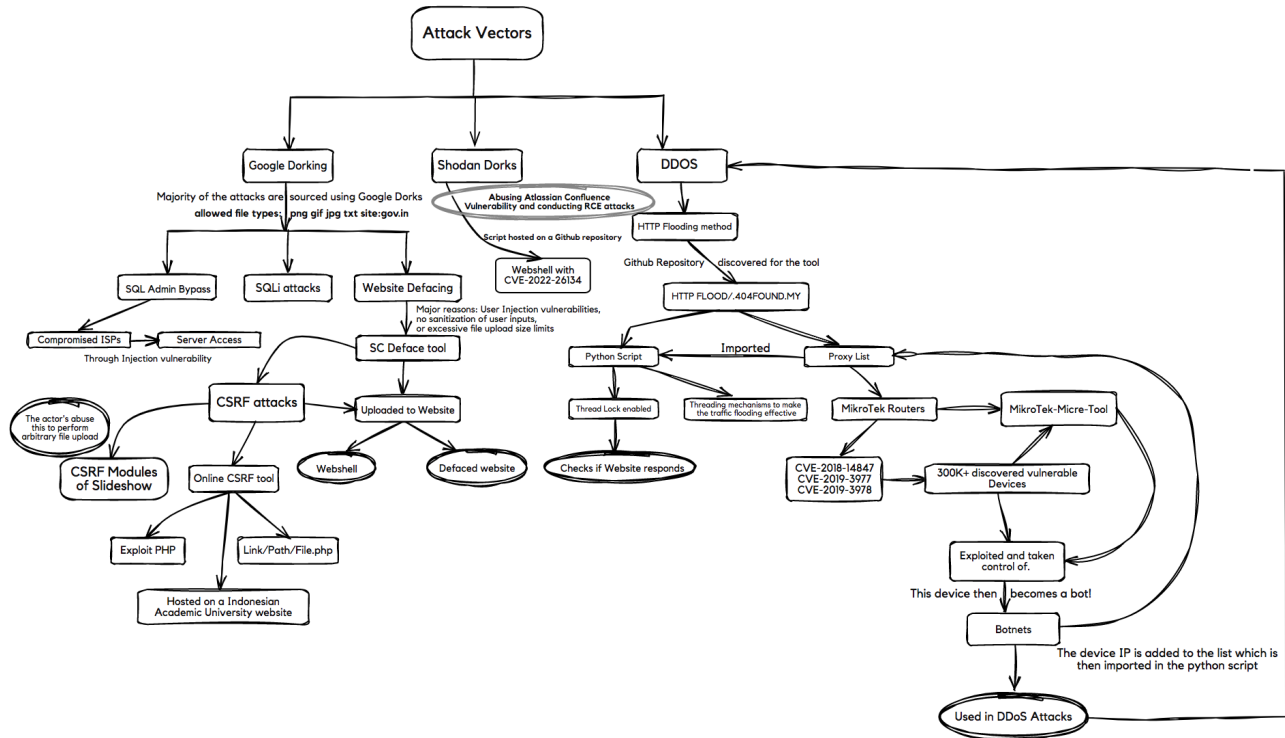 Attack Vectors
Google Dorking
Shodan Dorks
DDOS
Majority of the attacks are sourced using Google Dorks
allowed file types: png gif jpg txt site:gov.in
Abusing Atlassian Confluence
Vulnerability and conducting RCE attacks
HTTP Flooding method
Script hosted on a Github repository
Github Repository discovered for the tool
SQL Admin Bypass
SQLi attacks
Website Defacing
Webshell with
CVE-2022-26134
HTTP FLOOD/.404FOUND.MY
Major reasons: User Injection vulnerabilities,
no sanitization of user inputs,
or excessive file upload size limits
Compromised ISPs
Server Access
Through Injection vulnerability
SC Deface tool
Python Script
Imported
Proxy List
CSRF attacks
Uploaded to Website
Thread Lock enabled
Threading mechanisms to make
the traffic flooding effective
MikroTek Routers
MikroTek-Micre-Tool
The actor's abuse
this to perform
arbitrary file upload
CSRF Modules
of Slideshow
Online CSRF tool
Webshell
Defaced website
Checks if Website responds
CVE-2018-14847
CVE-2019-3977
CVE-2019-3978
300K+ discovered vulnerable
Devices
Exploit PHP
Link/Path/File.php
Exploited and taken
control of.
Hosted on a Indonesian
Academic University website
This device then becomes a bot!
Botnets
The device IP is added to the list which is
then imported in the python script
Used in DDoS Attacks